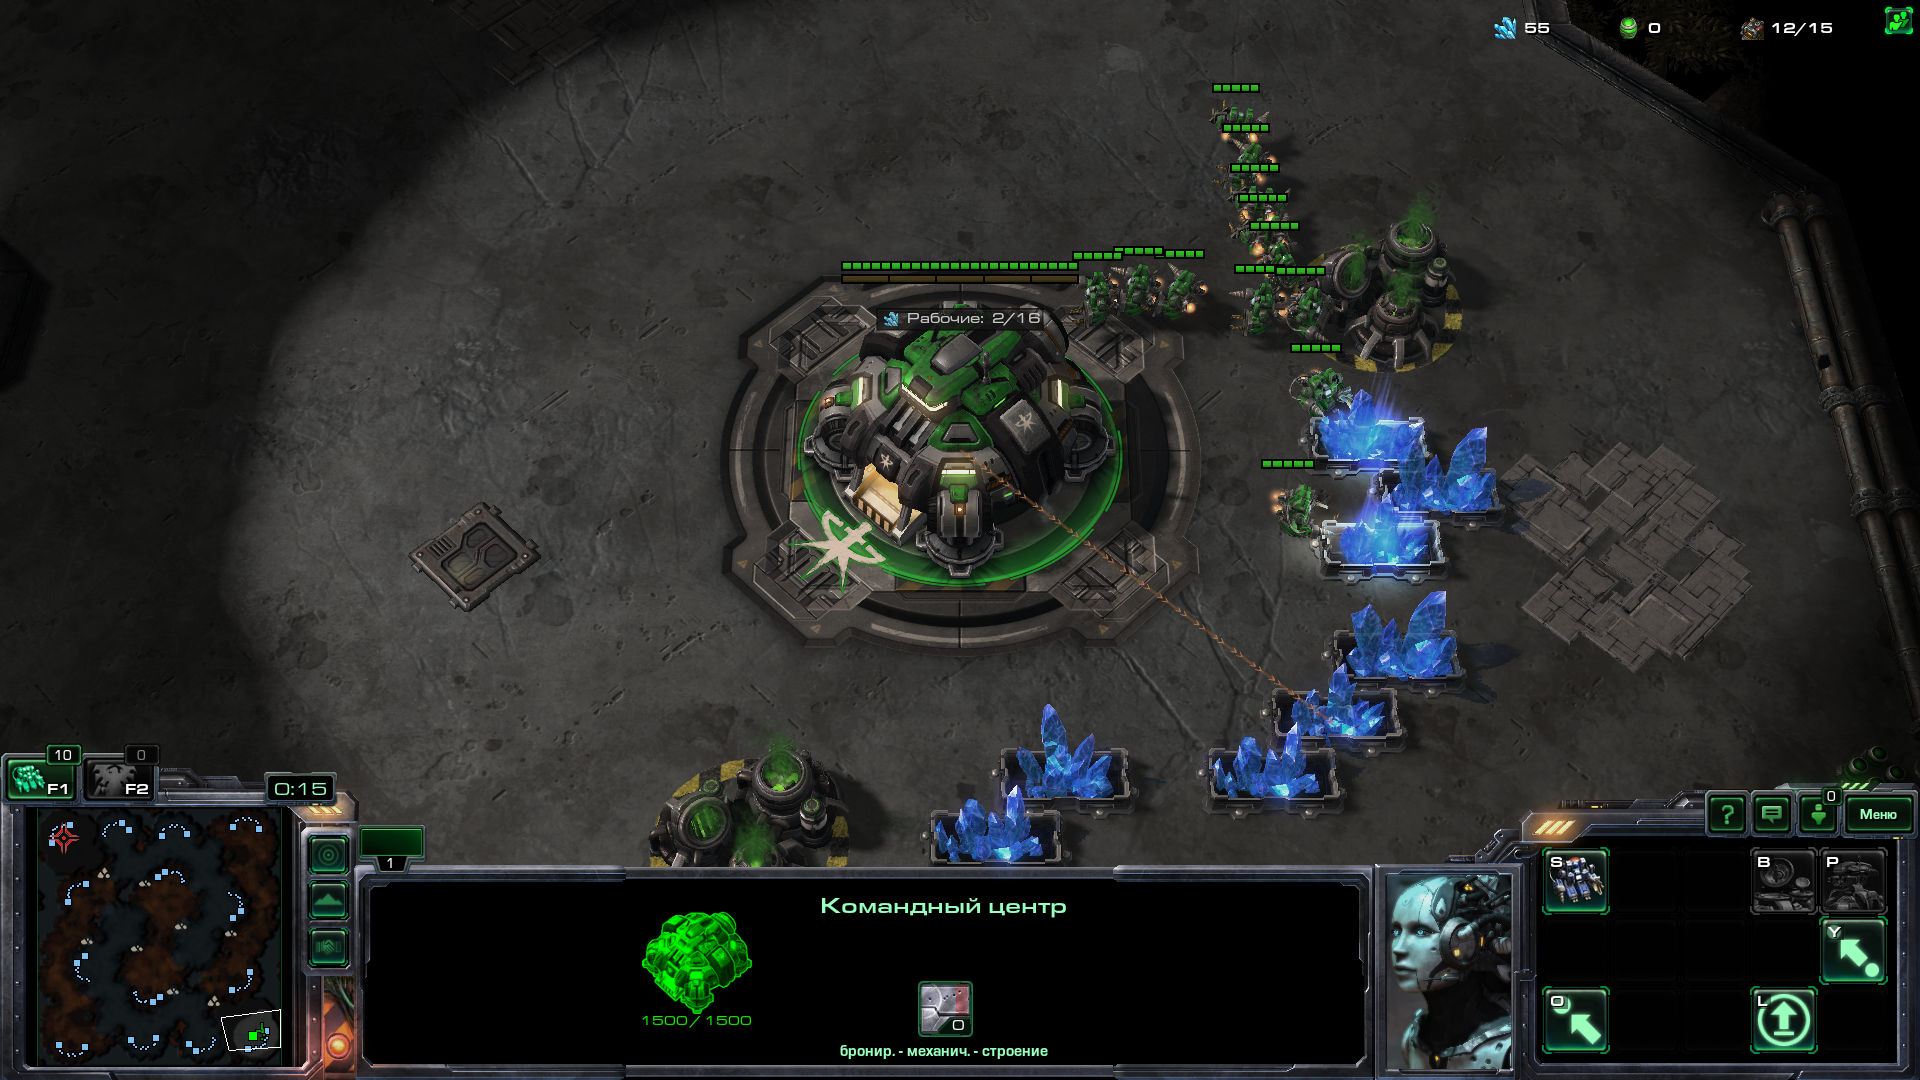 55
0
12/15
Рабочие: 2/16
10
0
F1
F2
0:15
1
Командный центр
1500/1500
0
бронир. - механич. - строение
?
0
Меню
S
B
P
Y
O
L